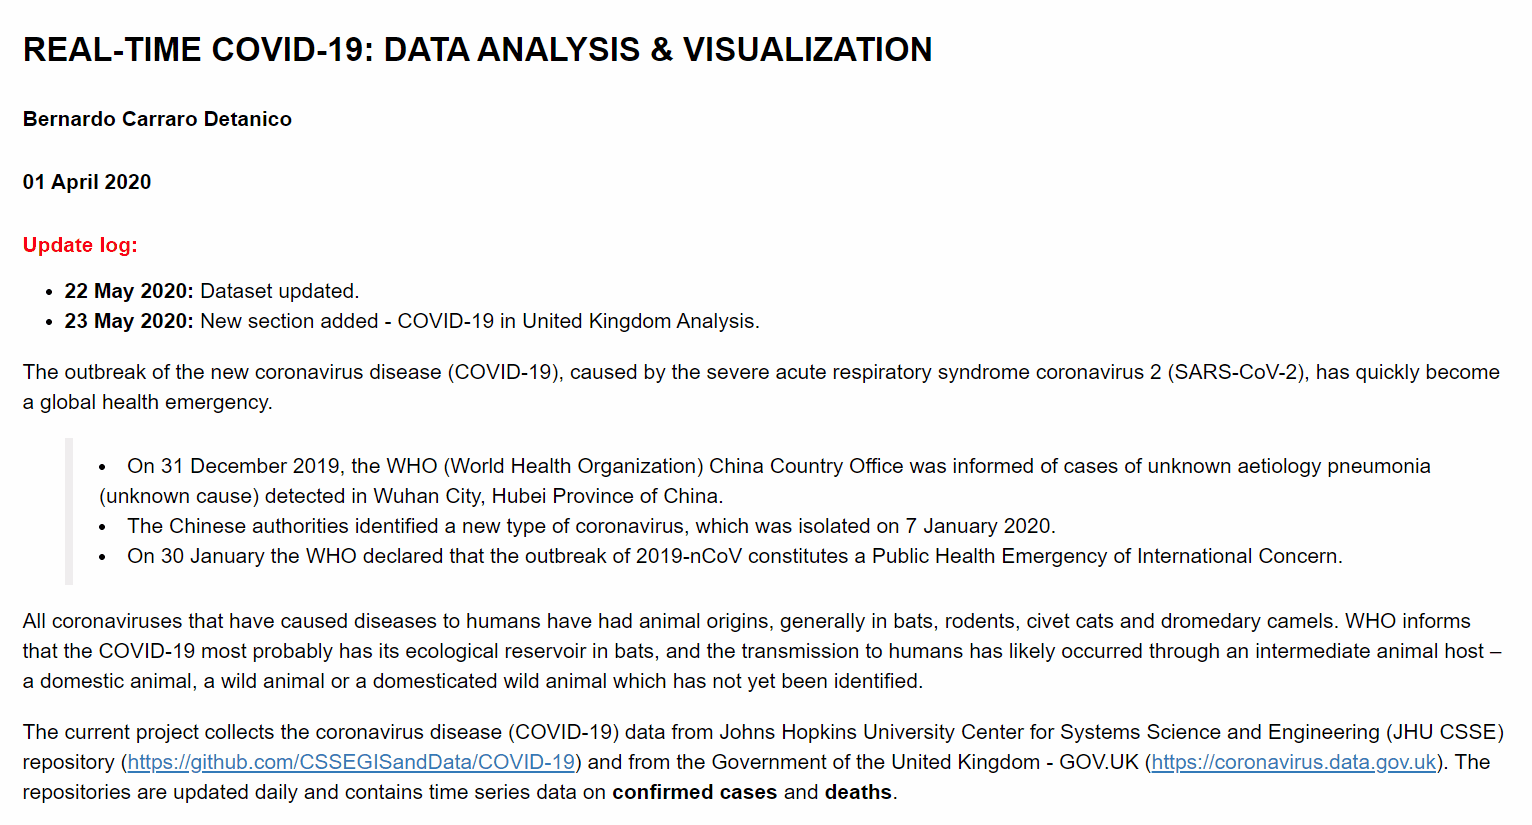 REAL-TIME COVID-19: DATA ANALYSIS & VISUALIZATION
Bernardo Carraro Detanico
01 April 2020
Update log:
• 22 May 2020: Dataset updated.
• 23 May 2020: New section added - COVID-19 in United Kingdom Analysis.
The outbreak of the new coronavirus disease (COVID-19), caused by the severe acute respiratory syndrome coronavirus 2 (SARS-CoV-2), has quickly become
a global health emergency.
• On 31 December 2019, the WHO (World Health Organization) China Country Office was informed of cases of unknown aetiology pneumonia
(unknown cause) detected in Wuhan City, Hubei Province of China.
• The Chinese authorities identified a new type of coronavirus, which was isolated on 7 January 2020.
• On 30 January the WHO declared that the outbreak of 2019-nCoV constitutes a Public Health Emergency of International Concern.
All coronaviruses that have caused diseases to humans have had animal origins, generally in bats, rodents, civet cats and dromedary camels. WHO informs
that the COVID-19 most probably has its ecological reservoir in bats, and the transmission to humans has likely occurred through an intermediate animal host –
a domestic animal, a wild animal or a domesticated wild animal which has not yet been identified.
The current project collects the coronavirus disease (COVID-19) data from Johns Hopkins University Center for Systems Science and Engineering (JHU CSSE)
repository (https://github.com/CSSEGISandData/COVID-19) and from the Government of the United Kingdom - GOV.UK (https://coronavirus.data.gov.uk). The
repositories are updated daily and contains time series data on confirmed cases and deaths.